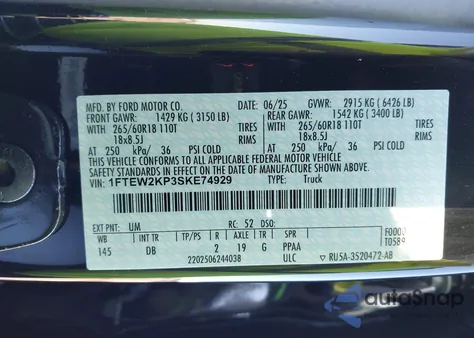 MFD. BY FORD MOTOR CO. DATE: 06/25 GVWR: 2915 KG ( 6426 LB)
FRONT GAWR: 1429 KG ( 3150 LB) REAR GAWR: 1542 KG ( 3400 LB)
WITH 265/60R18 110T TIRES WITH 265/60R18 110T TIRES
18x8.5J RIMS 18x8.5J RIMS
AT 250 kPa/ 36 PSI COLD AT 250 kPa/ 36 PSI COLD
THIS VEHICLE CONFORMS TO ALL APPLICABLE FEDERAL MOTOR VEHICLE
SAFETY STANDARDS IN EFFECT ON THE DATE OF MANUFACTURE SHOWN ABOVE.
VIN: 1FTEW2KP3SKE74929 TYPE: Truck
EXT PNT: UM RC: 52 DSO: F0000
WB INT TR TP/PS R AXLE TR SPR T0589
145 DB 2 19 G PPAA
2202506244038 ULC RU5A-3S20472-AB
autoSnap